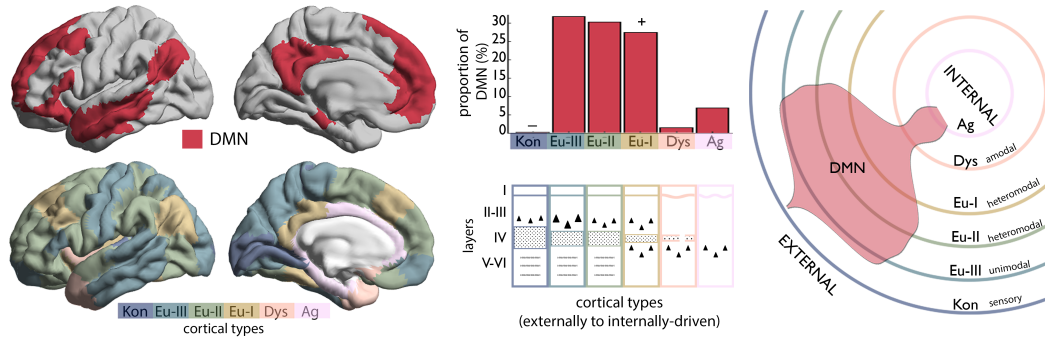 DMN
Kon Eu-III Eu-II Eu-I Dys Ag
cortical types
proportion of
DMN (%)
30
25
20
15
10
5
0
–
+
Kon Eu-III Eu-II Eu-I Dys Ag
layers
I
II-III
IV
V-VI
cortical types
(externally to internally-driven)
INTERNAL
Ag
Dys amodal
DMN
Eu-I heteromodal
Eu-II heteromodal
Eu-III unimodal
EXTERNAL
Kon sensory